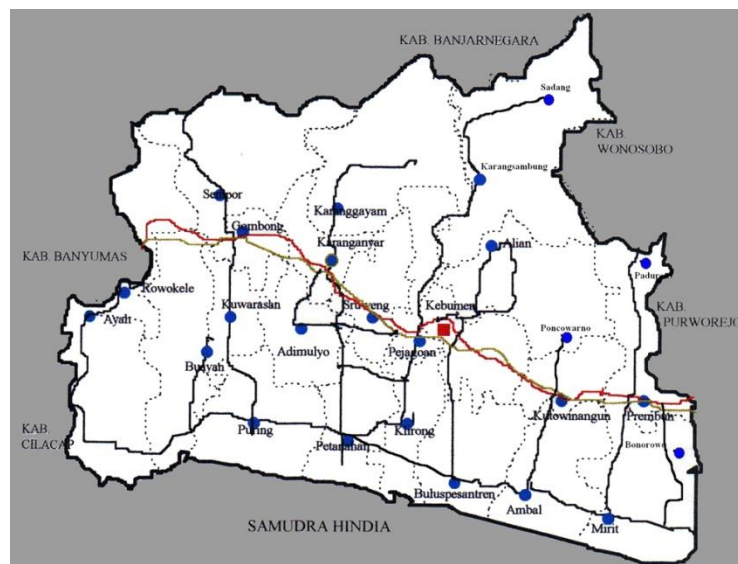 KAB. BANJARNEGARA
Sadang
KAB.
WONOSOBO
Karangsambung
Sempor
Karanggayam
Gombong
Alian
KAB. BANYUMAS
Karanganyar
Rowokele
KAB.
PURWOREJO
Ayah
Kuwarasan
Sruweng
Kebumen
Poncowarno
Adimulyo
Pejagoan
Buayan
Kutowinangun
Prembun
KAB.
CILACAP
Puring
Petanahan
Klirong
Bonorowo
Buluspesantren
Ambal
Mirit
SAMUDRA HINDIA